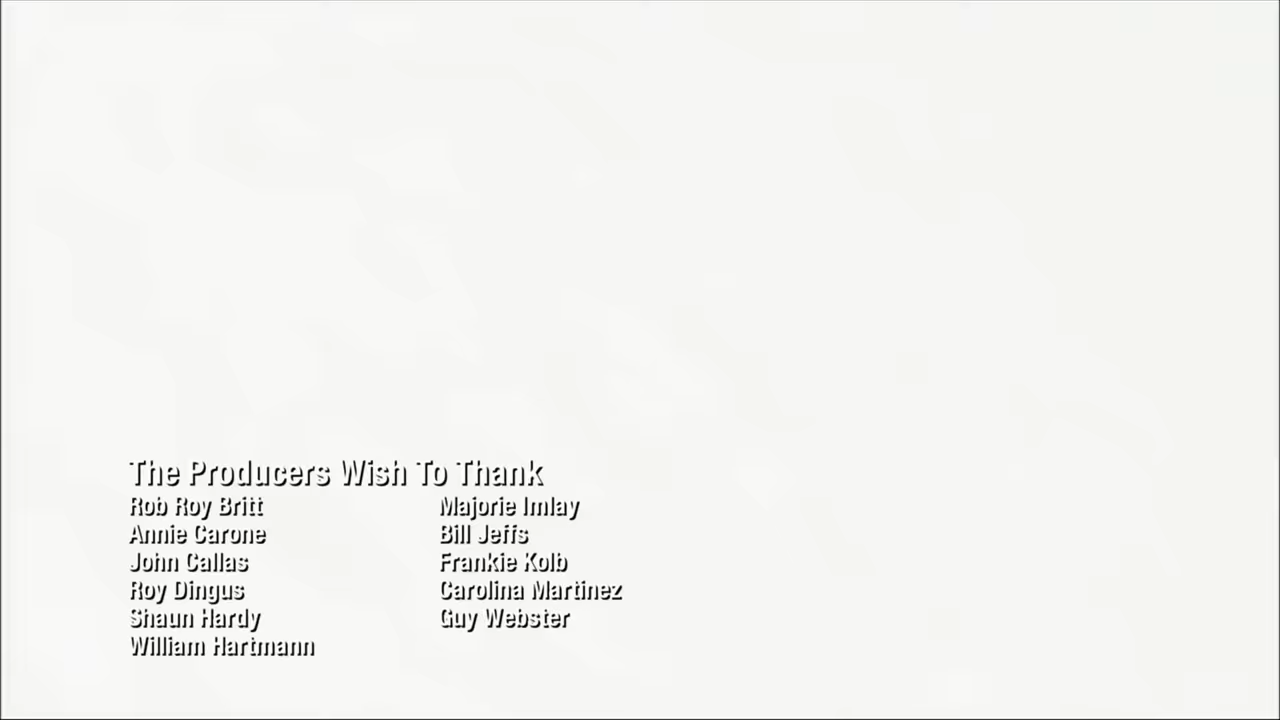 The Producers Wish To Thank
Rob Roy Britt
Annie Carone
John Callas
Roy Dingus
Shaun Hardy
William Hartmann
Majorie Imlay
Bill Jeffs
Frankie Kolb
Carolina Martinez
Guy Webster